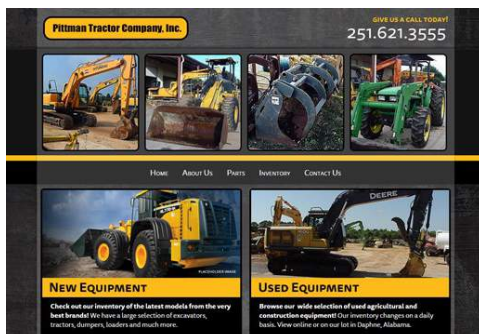 Pittman Tractor Company, Inc.
GIVE US A CALL TODAY!
251.621.3555
HOME ABOUT US PARTS INVENTORY CONTACT US
PLACEHOLDER IMAGE
DEERE
NEW EQUIPMENT
Check out our inventory of the latest models from the very
best brands! We have a large selection of excavators,
tractors, dumpers, loaders and much more.
USED EQUIPMENT
Browse our wide selection of used agricultural and
construction equipment! Our inventory changes on a daily
basis. View online or on our lot in Daphne, Alabama.